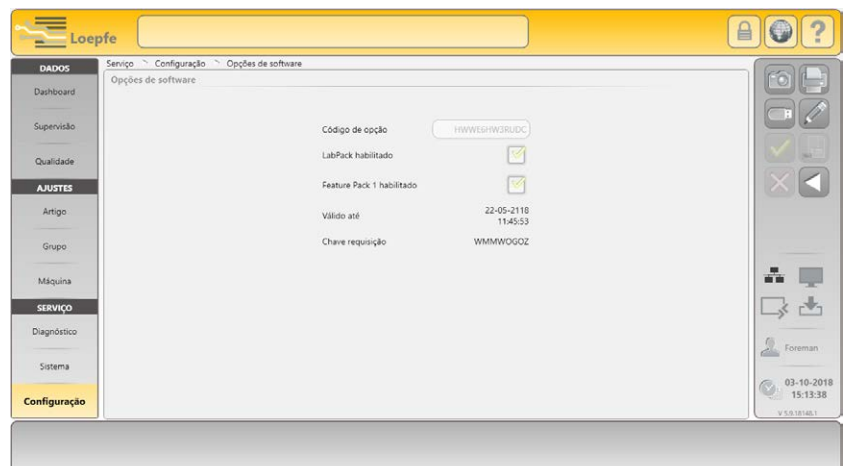 Loepfe
?
DADOS
Dashboard
Supervisão
Qualidade
AJUSTES
Artigo
Grupo
Máquina
SERVIÇO
Diagnóstico
Sistema
Configuração
Serviço > Configuração > Opções de software
Opções de software
Código de opção HWWE6HW3RUDC
LabPack habilitado
Feature Pack 1 habilitado
Válido até 22-05-2118
11:45:53
Chave requisição WMMWOGOZ
Foreman
03-10-2018
15:13:38
V 5.9.18146.1